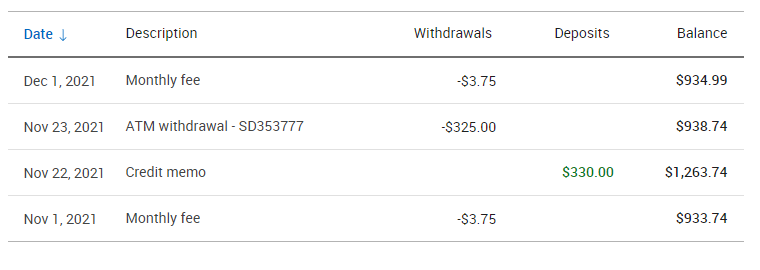 Date ↓ Description Withdrawals Deposits Balance
Dec 1, 2021 Monthly fee -$3.75 $934.99
Nov 23, 2021 ATM withdrawal - SD353777 -$325.00 $938.74
Nov 22, 2021 Credit memo $330.00 $1,263.74
Nov 1, 2021 Monthly fee -$3.75 $933.74